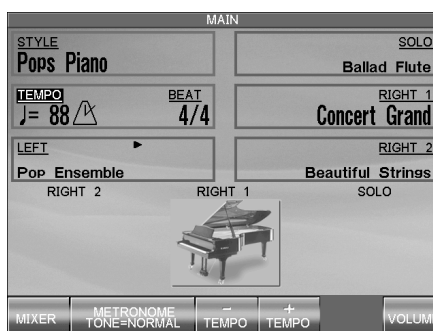 MAIN
STYLE
Pops Piano
SOLO
Ballad Flute
TEMPO
♩= 88
BEAT
4/4
RIGHT 1
Concert Grand
LEFT
Pop Ensemble
RIGHT 2
Beautiful Strings
RIGHT 2 RIGHT 1 SOLO
MIXER
METRONOME
TONE=NORMAL
−
TEMPO
+
TEMPO
VOLUM